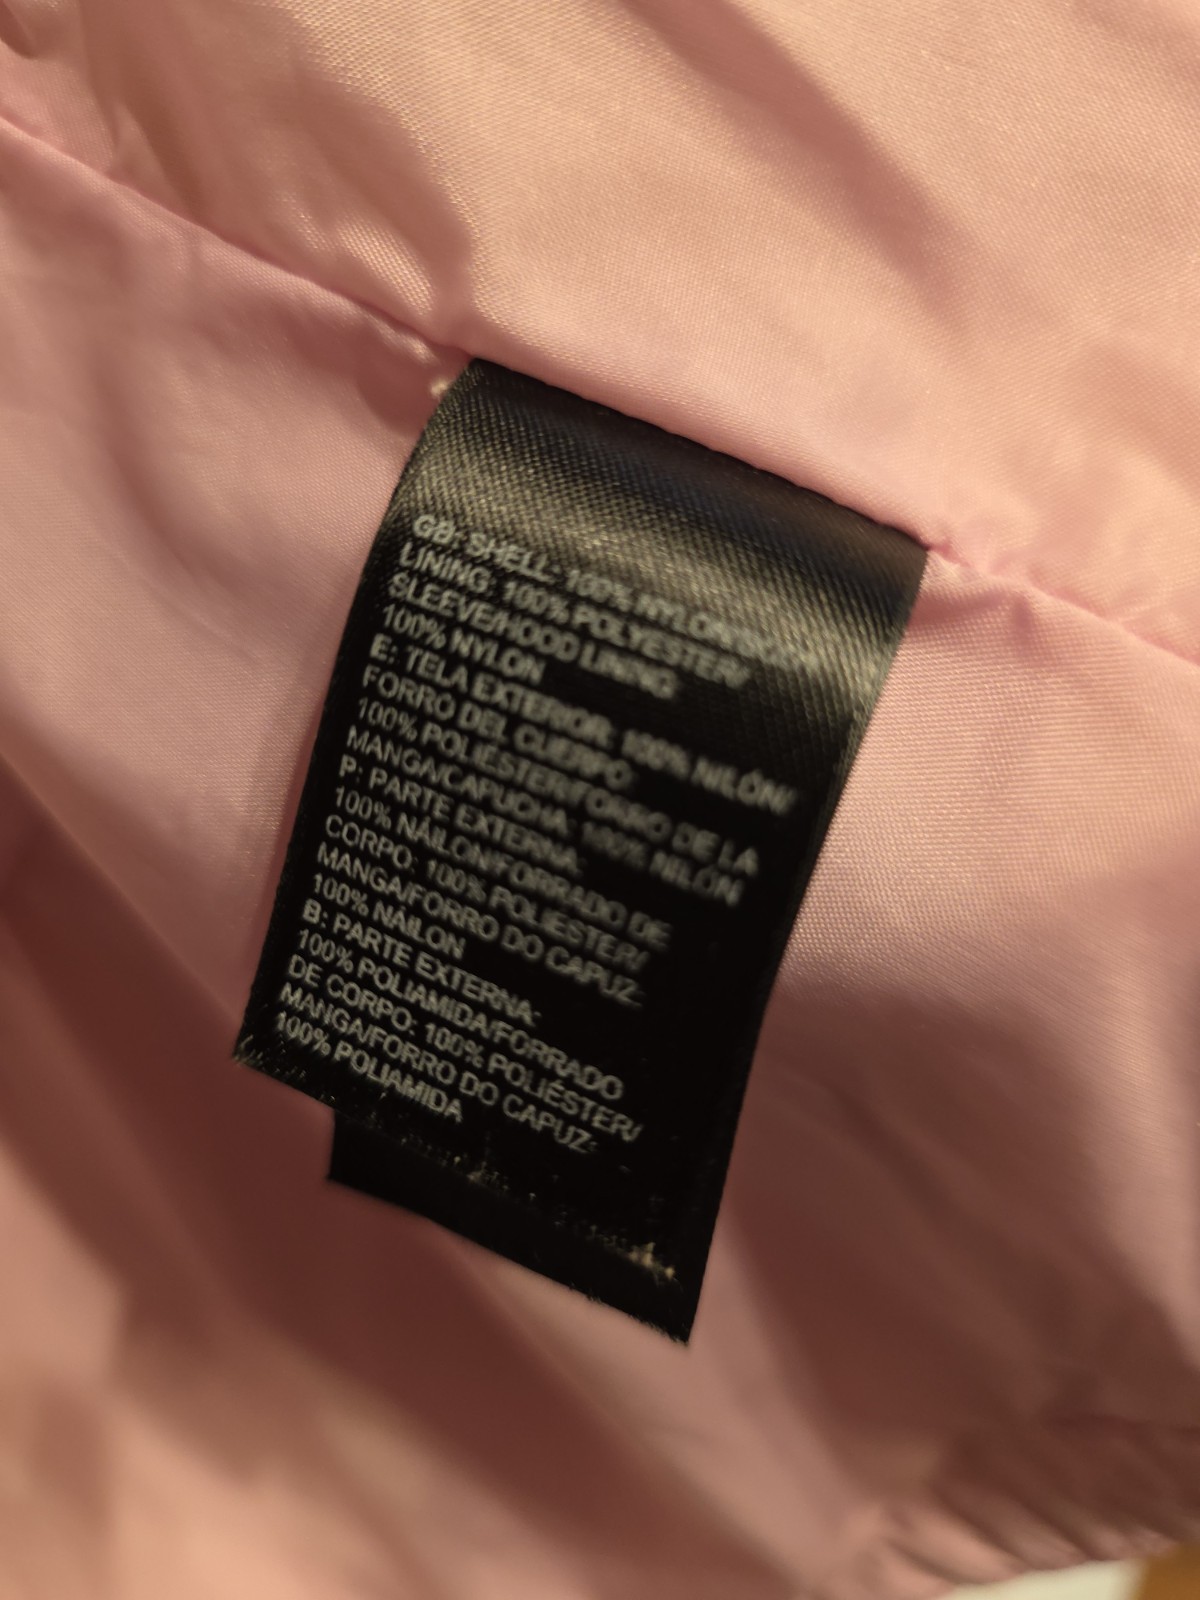 GB: SHELL: 100% NYLON/BODY
LINING: 100% POLYESTER/
SLEEVE/HOOD LINING:
100% NYLON
E: TELA EXTERIOR: 100% NILÓN/
FORRO DEL CUERPO:
100% POLIÉSTER/FORRO DE LA
MANGA/CAPUCHA: 100% NILÓN
P: PARTE EXTERNA:
100% NÁILON/FORRADO DE
CORPO: 100% POLIÉSTER/
MANGA/FORRO DO CAPUZ:
100% NÁILON
B: PARTE EXTERNA:
100% POLIAMIDA/FORRADO
DE CORPO: 100% POLIÉSTER/
MANGA/FORRO DO CAPUZ:
100% POLIAMIDA